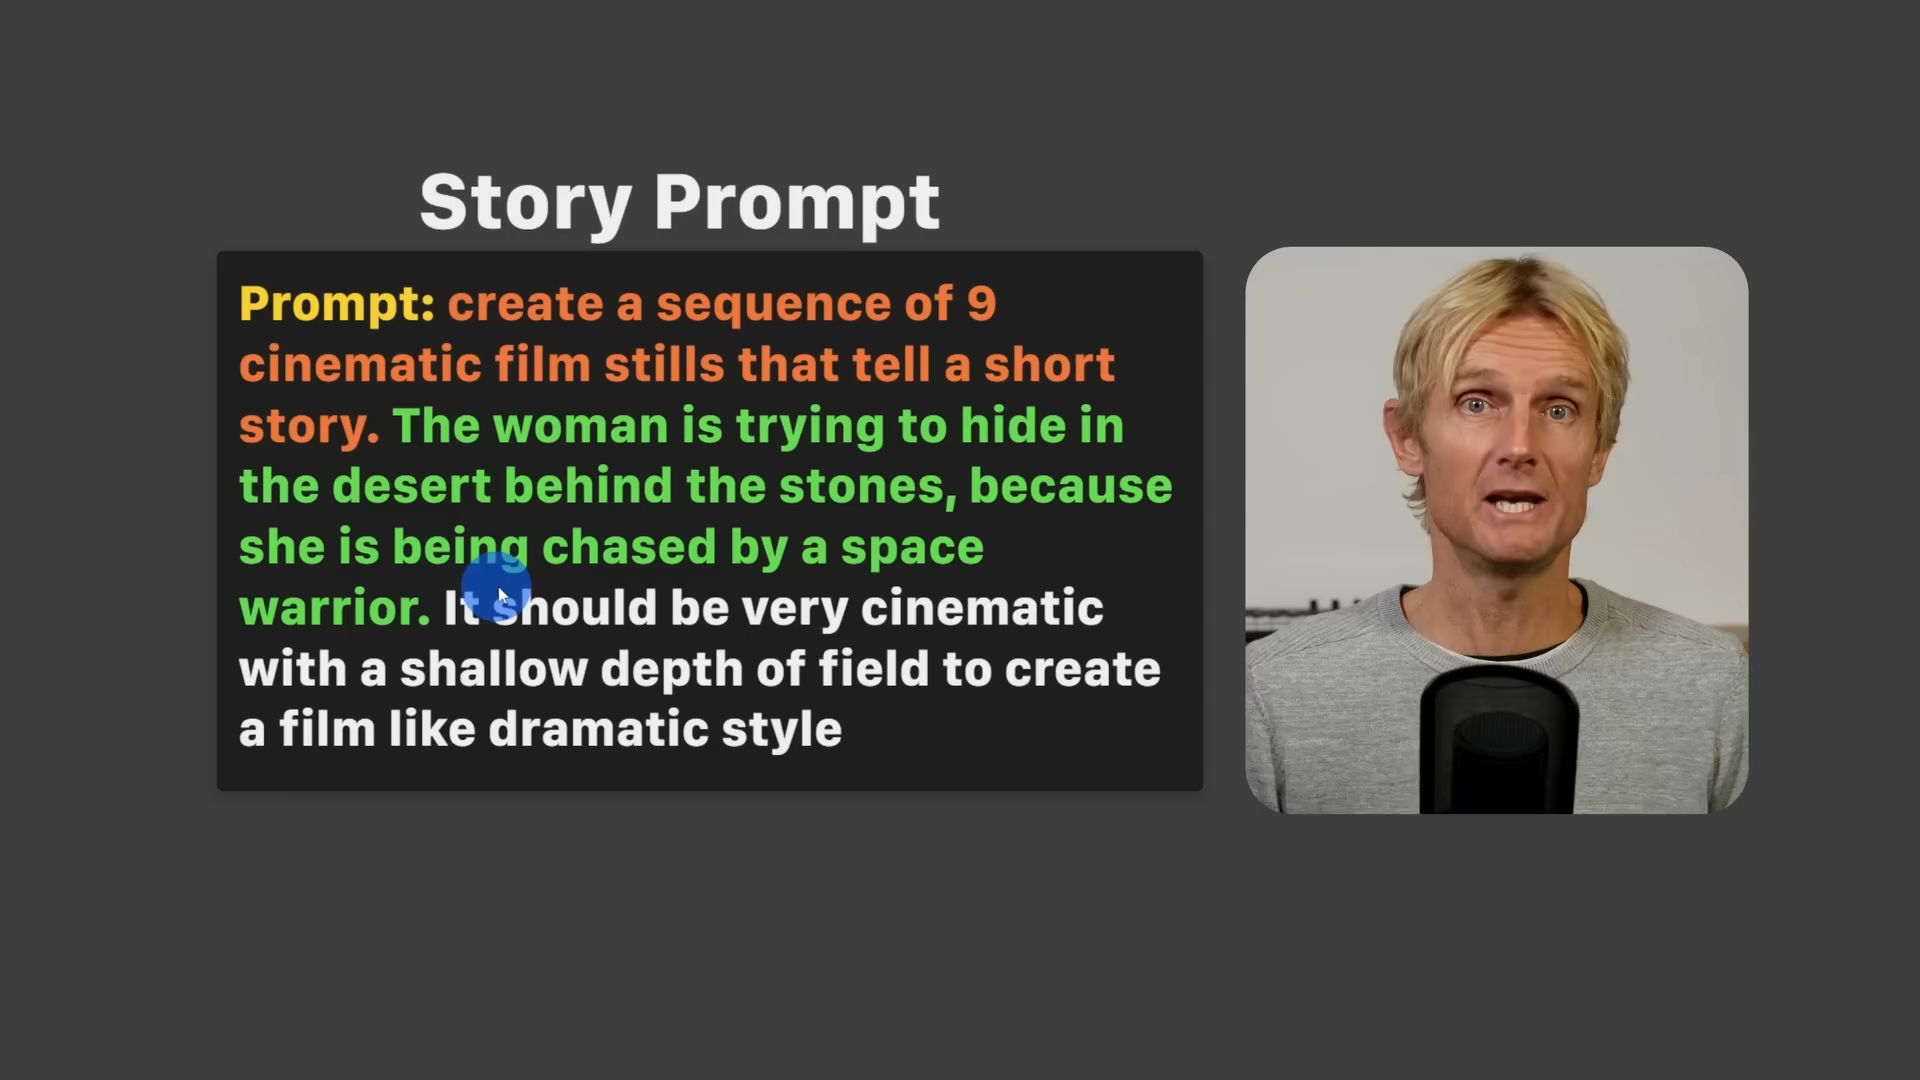 Story Prompt
Prompt: create a sequence of 9
cinematic film stills that tell a short
story. The woman is trying to hide in
the desert behind the stones, because
she is being chased by a space
warrior. It should be very cinematic
with a shallow depth of field to create
a film like dramatic style